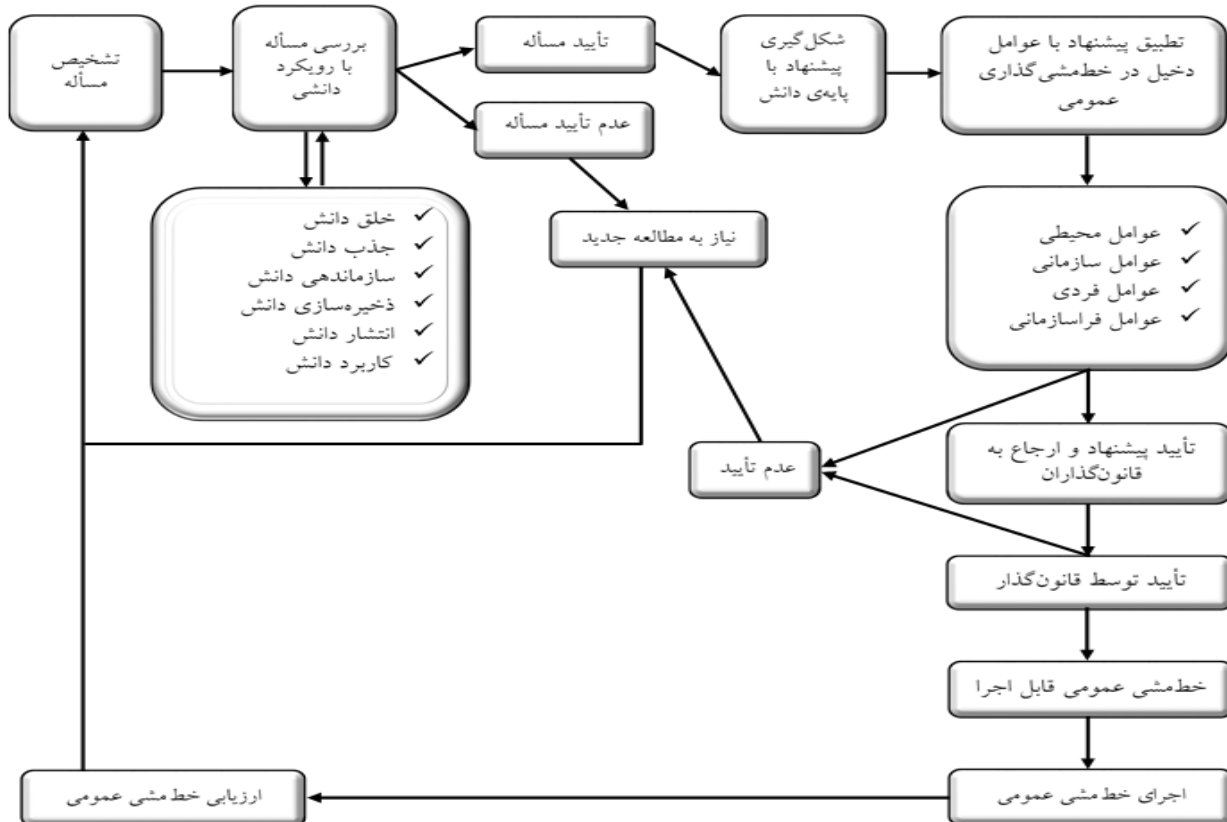 تشخیص
مسأله
بررسی مسأله
با رویکرد
دانشی
تأیید مسأله
عدم تأیید مسأله
شکل‌گیری
پیشنهاد با
پایه‌ی دانش
تطبیق پیشنهاد با عوامل
دخیل در خط‌مشی‌گذاری
عمومی
✓ خلق دانش
✓ جذب دانش
✓ سازماندهی دانش
✓ ذخیره‌سازی دانش
✓ انتشار دانش
✓ کاربرد دانش
نیاز به مطالعه جدید
✓ عوامل محیطی
✓ عوامل سازمانی
✓ عوامل فردی
✓ عوامل فراسازمانی
عدم تأیید
تأیید پیشنهاد و ارجاع به
قانون‌گذاران
تأیید توسط قانون‌گذار
خط‌مشی عمومی قابل اجرا
اجرای خط‌مشی عمومی
ارزیابی خط‌مشی عمومی